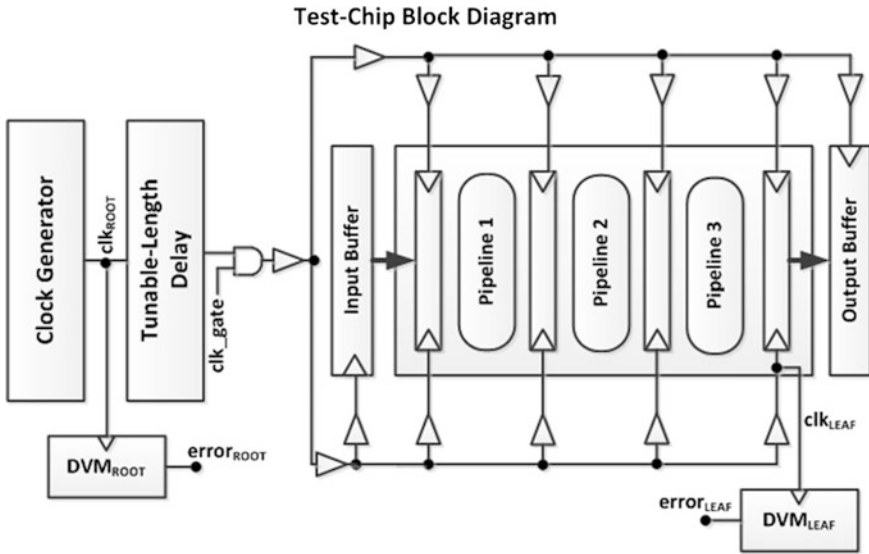 Test-Chip Block Diagram
Clock Generator
clkROOT
Tunable-Length
Delay
clk_gate
Input Buffer
Pipeline 1
Pipeline 2
Pipeline 3
Output Buffer
clkLEAF
DVMROOT
errorROOT
errorLEAF
DVMLEAF